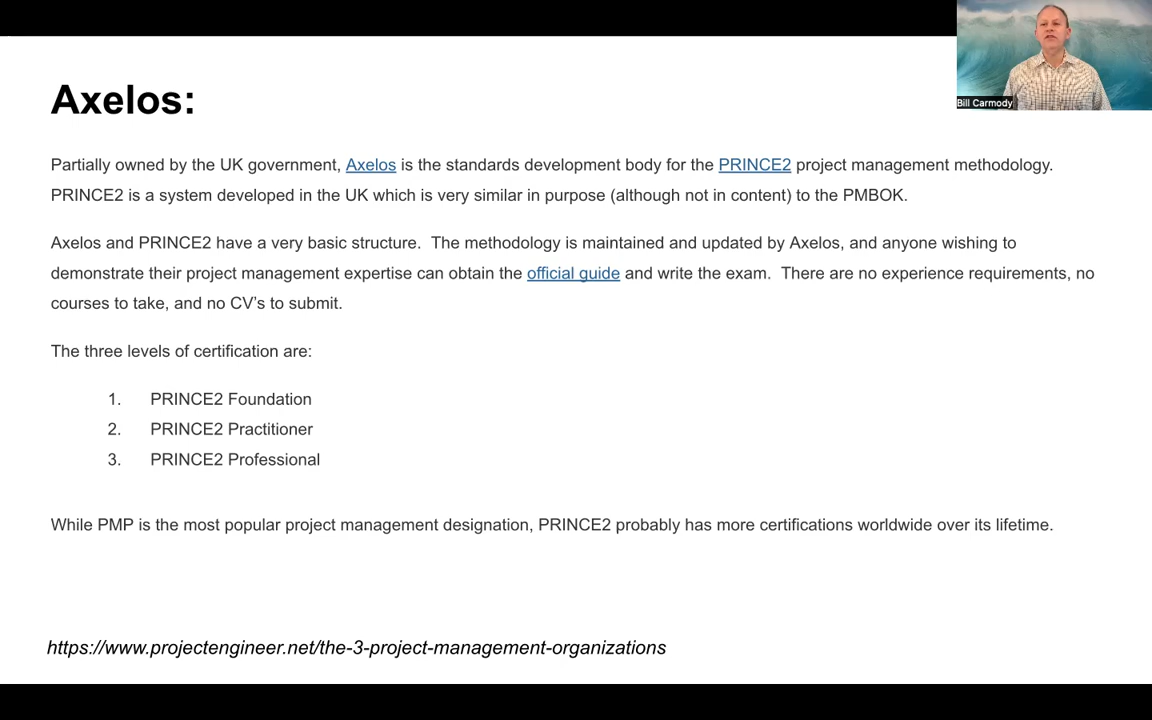 Bill Carmody
Axelos:
Partially owned by the UK government, Axelos is the standards development body for the PRINCE2 project management methodology.
PRINCE2 is a system developed in the UK which is very similar in purpose (although not in content) to the PMBOK.
Axelos and PRINCE2 have a very basic structure.  The methodology is maintained and updated by Axelos, and anyone wishing to
demonstrate their project management expertise can obtain the official guide and write the exam.  There are no experience requirements, no
courses to take, and no CV’s to submit.
The three levels of certification are:
1. PRINCE2 Foundation
2. PRINCE2 Practitioner
3. PRINCE2 Professional
While PMP is the most popular project management designation, PRINCE2 probably has more certifications worldwide over its lifetime.
https://www.projectengineer.net/the-3-project-management-organizations